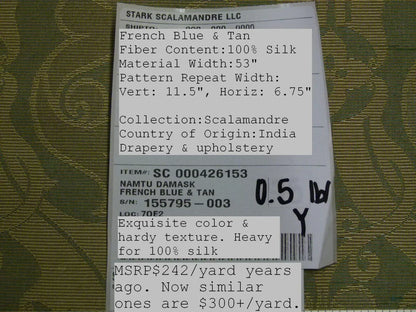 STARK SCALAMANDRE LLC
French Blue & Tan
Fiber Content:100% Silk
Material Width:53"
Pattern Repeat Width:
Vert: 11.5", Horiz: 6.75"
Collection:Scalamandre
Country of Origin:India
Drapery & upholstery
ITEM#: SC 000426153
NAMTU DAMASK
FRENCH BLUE & TAN
S/N: 155795-003
LOC: 70F2
0.5
Y
Exquisite color &
hardy texture. Heavy
for 100% silk
MSRP$242/yard years
ago. Now similar
ones are $300+/yard.